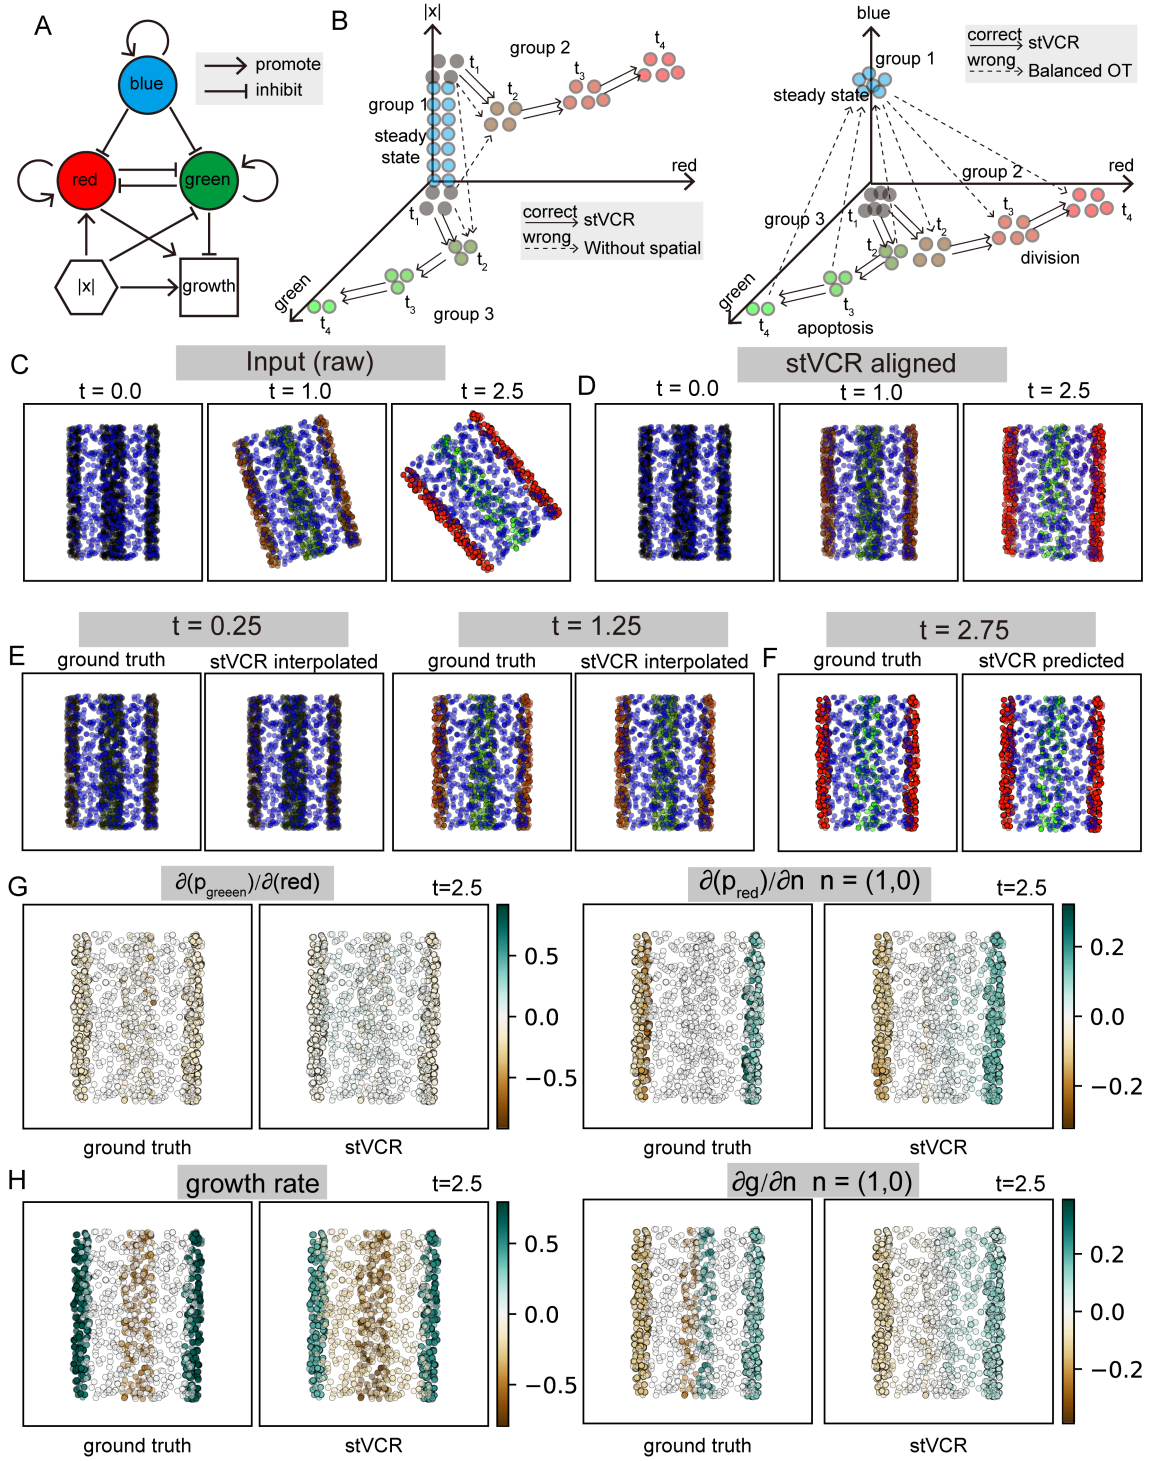 A
blue
promote
inhibit
red
green
|x|
growth
B
|x|
group 2
t4
t3
t1
t2
group 1
steady
state
red
t1
correct
stVCR
wrong
Without spatial
t2
green
t3
group 3
t4
blue
correct
stVCR
wrong
Balanced OT
group 1
steady state
red
group 2
group 3
t1
t3
t4
t2
t2
division
green
t3
t4
apoptosis
C
Input (raw)
t = 0.0
t = 1.0
t = 2.5
D
stVCR aligned
t = 0.0
t = 1.0
t = 2.5
E
t = 0.25
ground truth
stVCR interpolated
t = 1.25
ground truth
stVCR interpolated
F
t = 2.75
ground truth
stVCR predicted
G
∂(pgreeen)/∂(red)
t=2.5
0.5
0.0
−0.5
ground truth
stVCR
∂(pred)/∂n n = (1,0)
t=2.5
0.2
0.0
−0.2
ground truth
stVCR
H
growth rate
t=2.5
0.5
0.0
−0.5
ground truth
stVCR
∂g/∂n n = (1,0)
t=2.5
0.2
0.0
−0.2
ground truth
stVCR